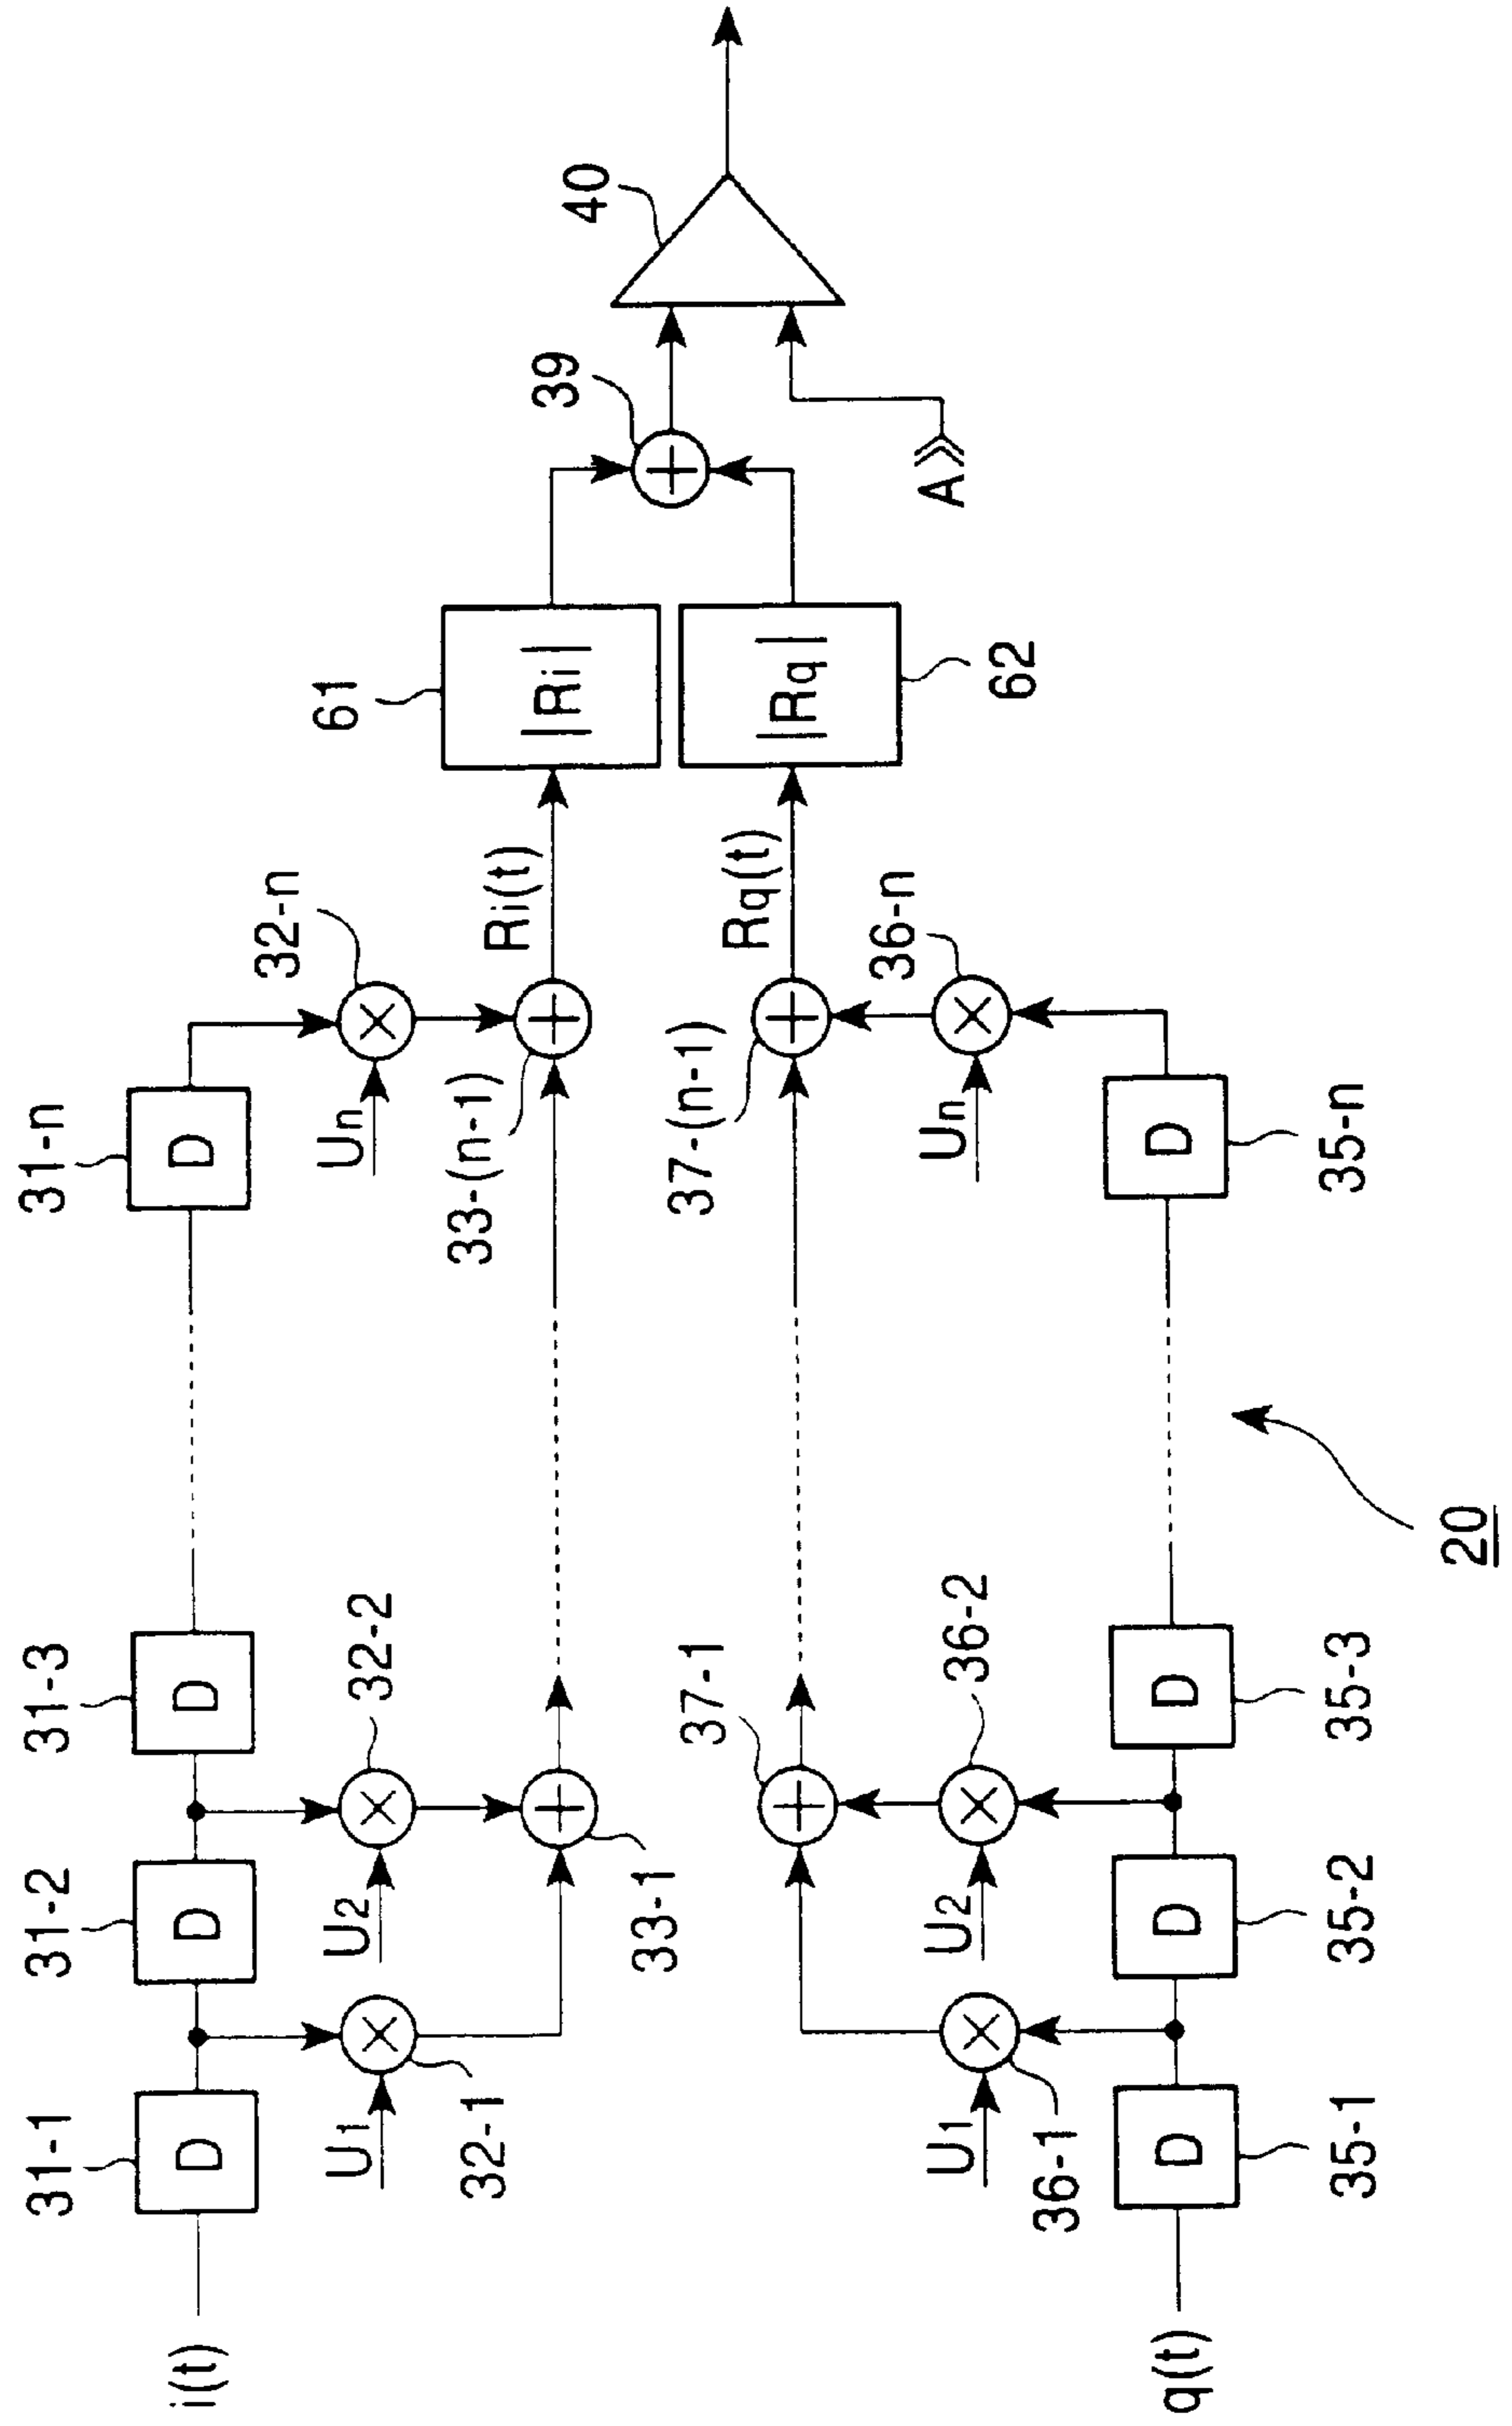 31-1
31-2
31-3
31-n
i(t)
D
D
D
D
U1
U2
Un
32-1
32-2
32-n
33-1
33-(n-1)
Ri(t)
61
|Ri|
39
40
A
|Rq|
62
Rq(t)
37-1
37-(n-1)
36-1
36-2
36-n
U1
U2
Un
q(t)
D
D
D
D
35-1
35-2
35-3
35-n
20